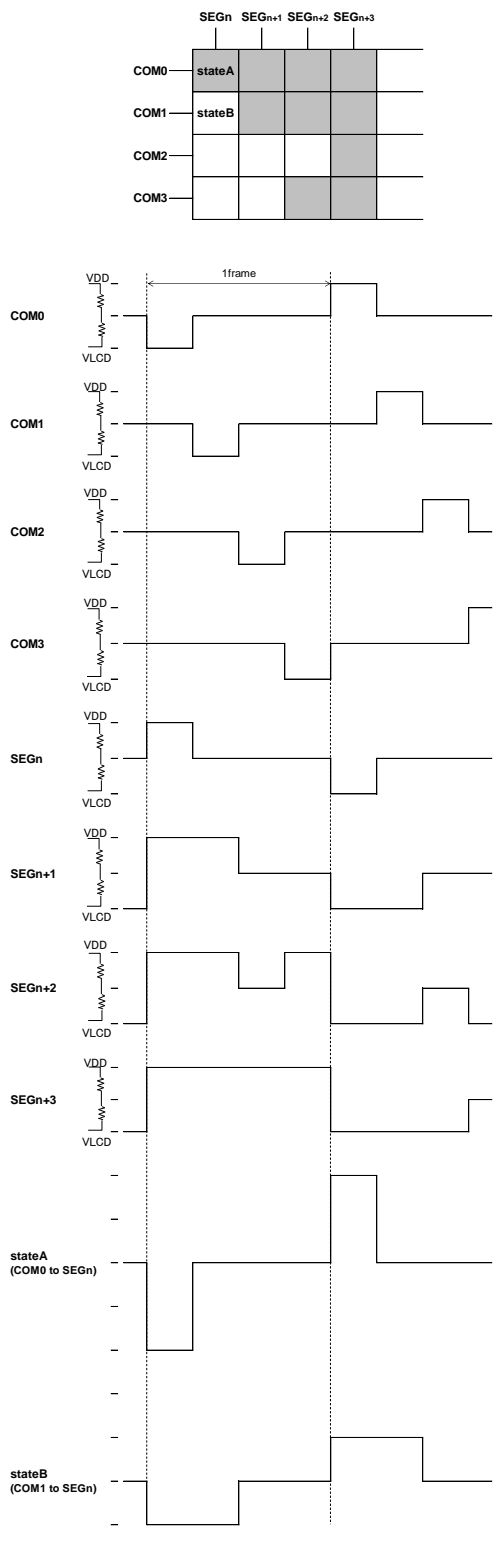 SEGn SEGn+1 SEGn+2 SEGn+3
COM0 stateA
COM1 stateB
COM2
COM3
1frame
VDD
COM0
VLCD
VDD
COM1
VLCD
VDD
COM2
VLCD
VDD
COM3
VLCD
VDD
SEGn
VLCD
VDD
SEGn+1
VLCD
VDD
SEGn+2
VLCD
VDD
SEGn+3
VLCD
stateA
(COM0 to SEGn)
stateB
(COM1 to SEGn)